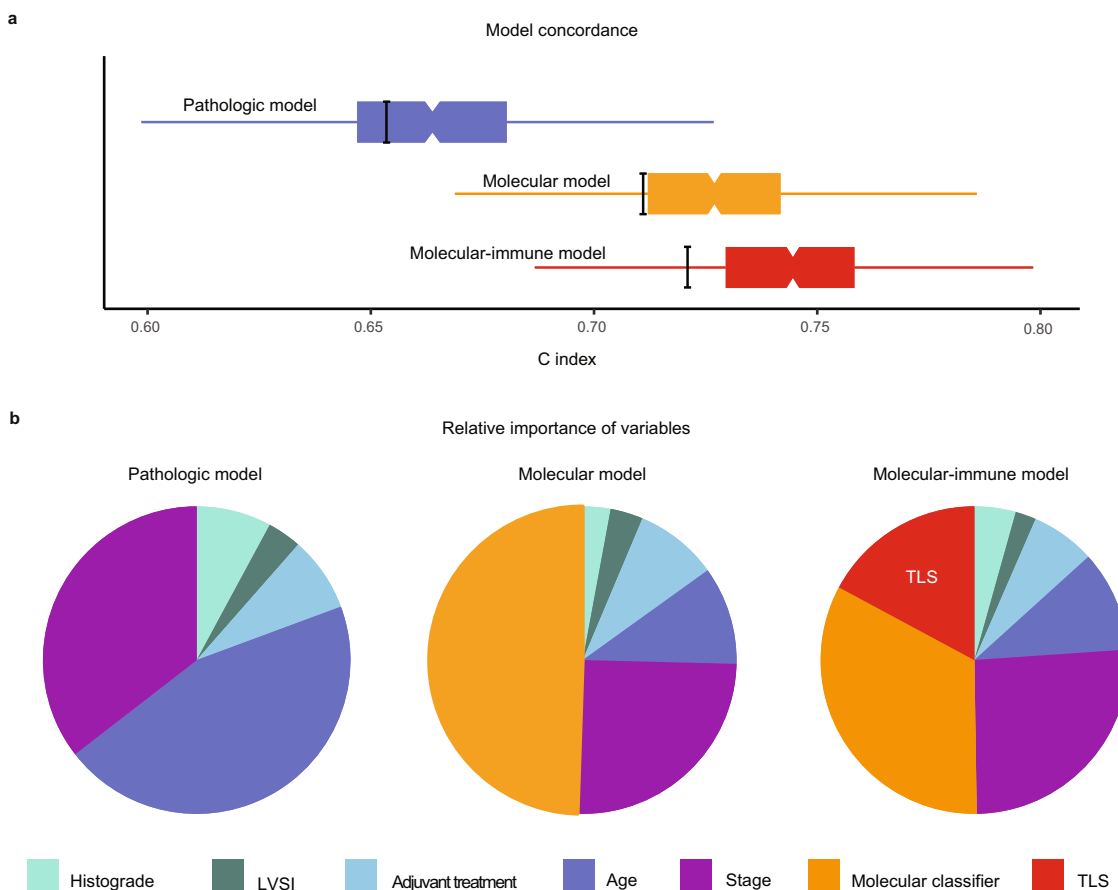 a
Model concordance
Pathologic model
Molecular model
Molecular-immune model
0.60 0.65 0.70 0.75 0.80
C index
b
Relative importance of variables
Pathologic model Molecular model Molecular-immune model
TLS
Histograde LVSI Adjuvant treatment Age Stage Molecular classifier TLS